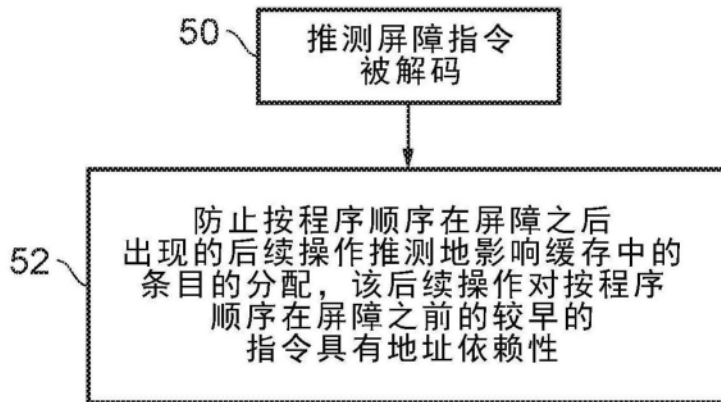 50
推测屏障指令
被解码
52
防止按程序顺序在屏障之后
出现的后续操作推测地影响缓存中的
条目的分配，该后续操作对按程序
顺序在屏障之前的较早的
指令具有地址依赖性